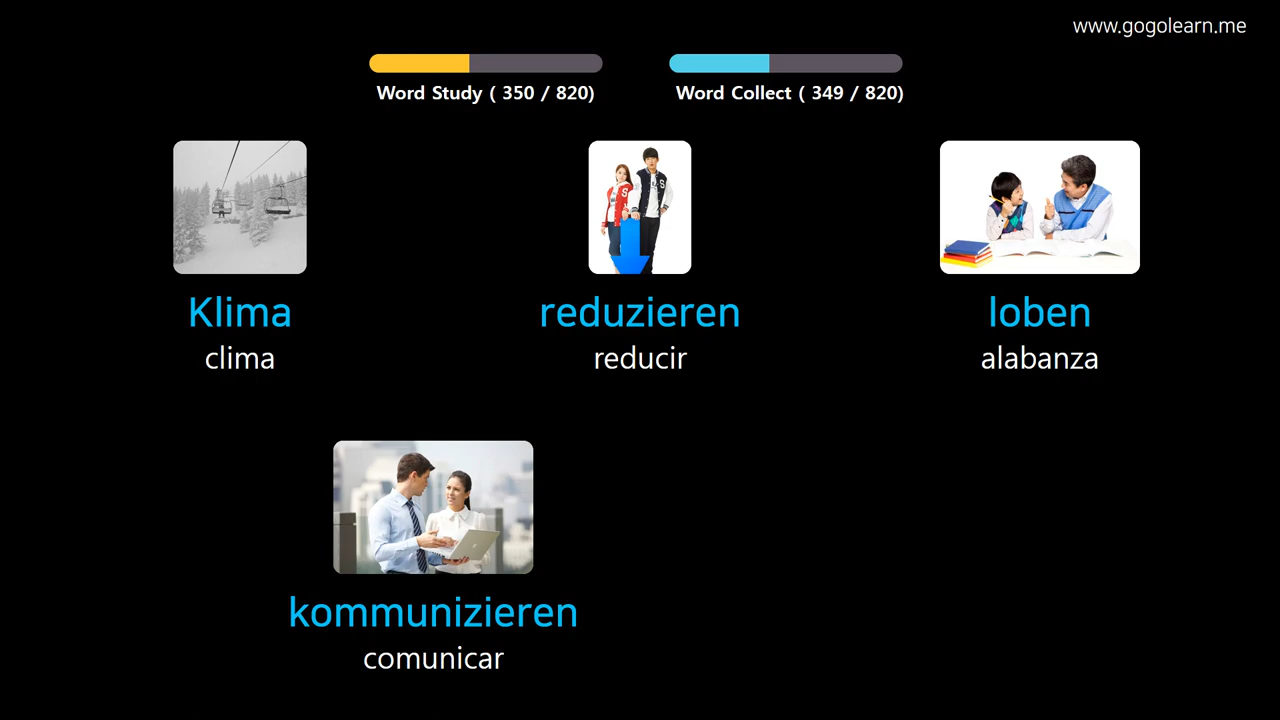 www.gogolearn.me
Word Study ( 350 / 820)
Word Collect ( 349 / 820)
Klima
clima
reduzieren
reducir
loben
alabanza
kommunizieren
comunicar